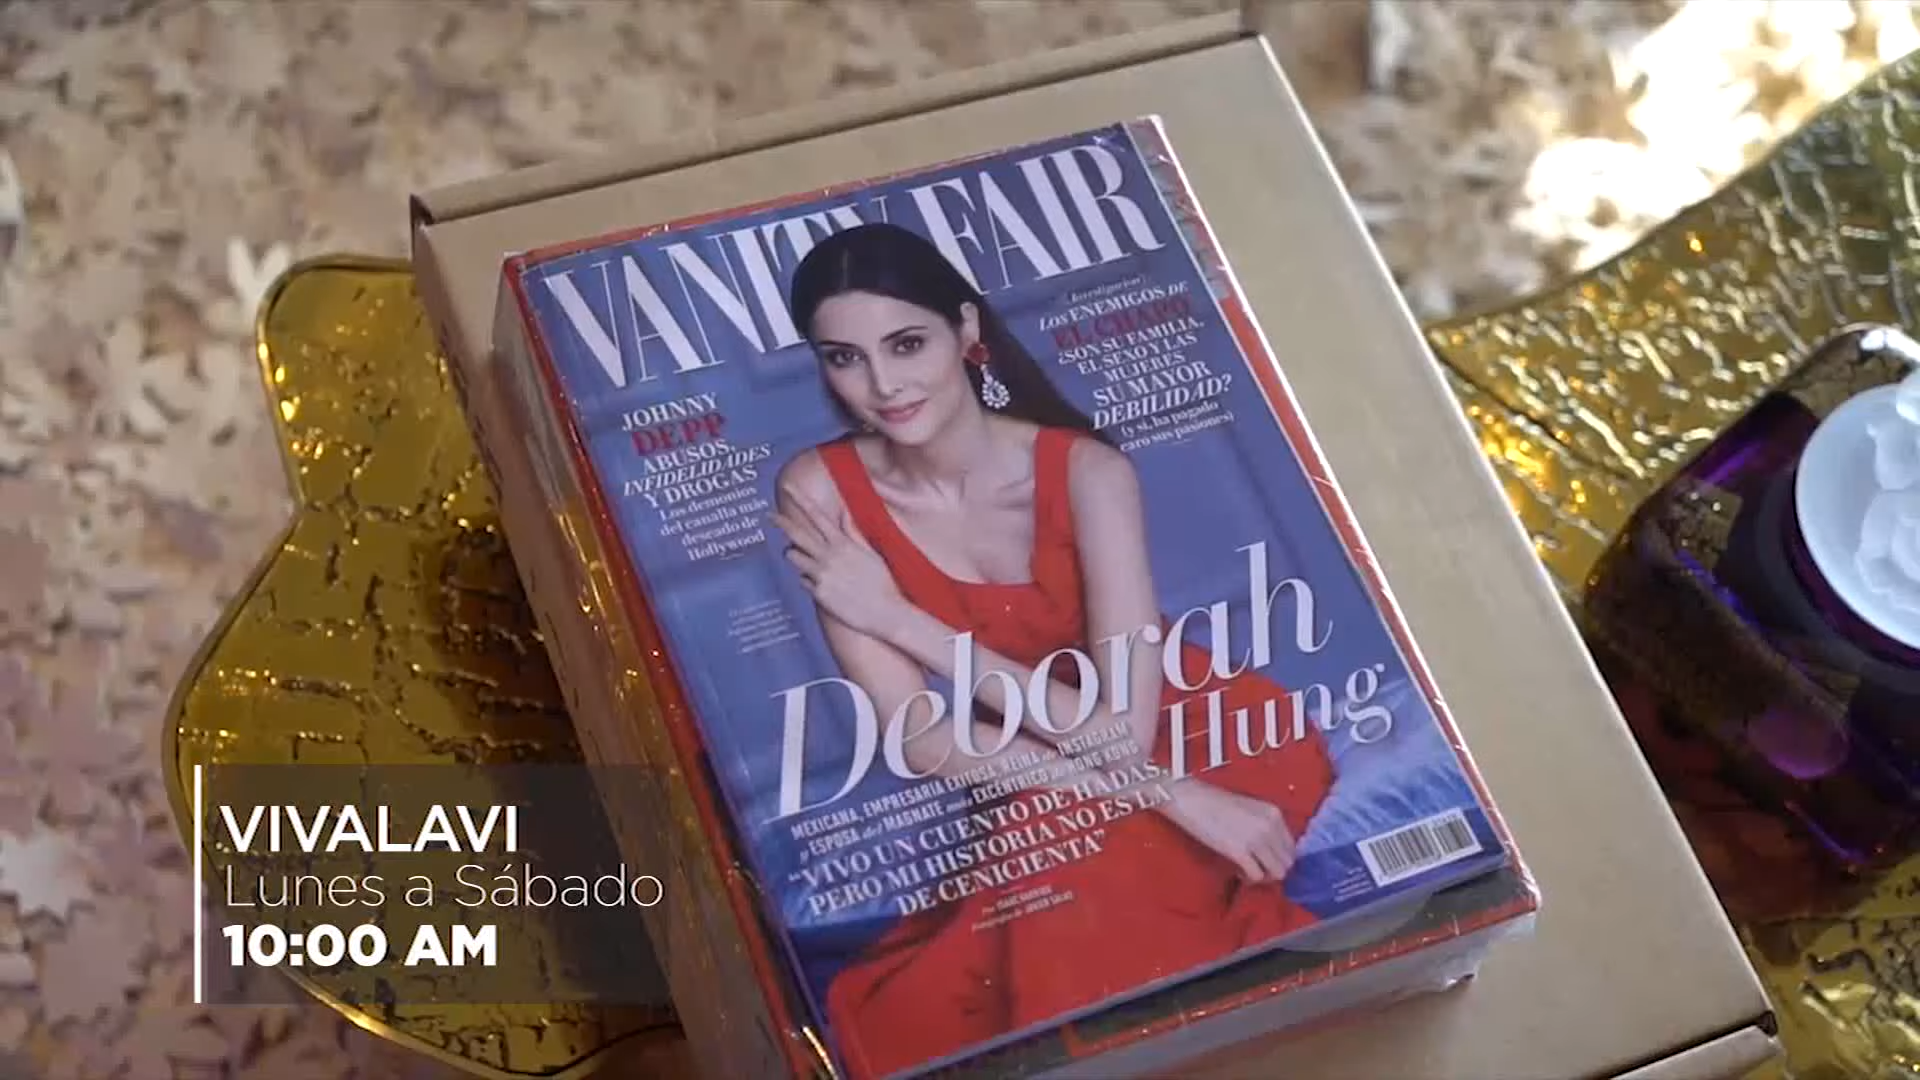 VANITY FAIR
JOHNNY
DEPP
ABUSOS,
INFIDELIDADES
Y DROGAS
Los demonios
del canalla más
deseado de
Hollywood
Investigación
LOS ENEMIGOS DE
EL CHAPO
¿SON SU FAMILIA,
EL SEXO Y LAS
MUJERES
SU MAYOR
DEBILIDAD?
(y sí, ha pagado
caro sus pasiones)
Deborah
Hung
MEXICANA, EMPRESARIA EXITOSA, REINA de INSTAGRAM
y ESPOSA del MAGNATE más EXCÉNTRICO de HONG KONG
"VIVO UN CUENTO DE HADAS,
PERO MI HISTORIA NO ES LA
DE CENICIENTA"
VIVALAVI
Lunes a Sábado
10:00 AM